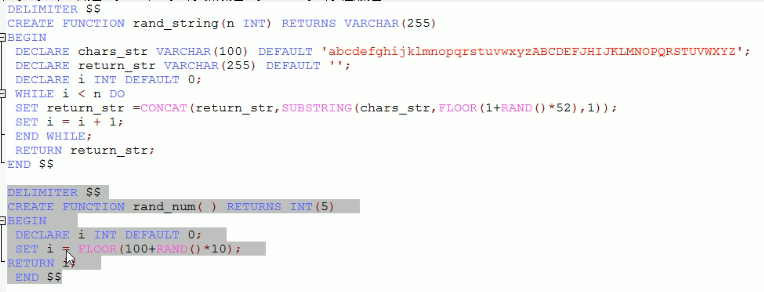 DELIMITER $$
CREATE FUNCTION rand_string(n INT) RETURNS VARCHAR(255)
BEGIN
DECLARE chars_str VARCHAR(100) DEFAULT 'abcdefghijklmnopqrstuvwxyzABCDEFJHIJKLMNOPQRSTUVWXYZ';
DECLARE return_str VARCHAR(255) DEFAULT '';
DECLARE i INT DEFAULT 0;
WHILE i < n DO
SET return_str =CONCAT(return_str,SUBSTRING(chars_str,FLOOR(1+RAND()*52),1));
SET i = i + 1;
END WHILE;
RETURN return_str;
END $$
DELIMITER $$
CREATE FUNCTION rand_num( ) RETURNS INT(5)
BEGIN
DECLARE i INT DEFAULT 0;
SET i = FLOOR(100+RAND()*10);
RETURN i;
END $$